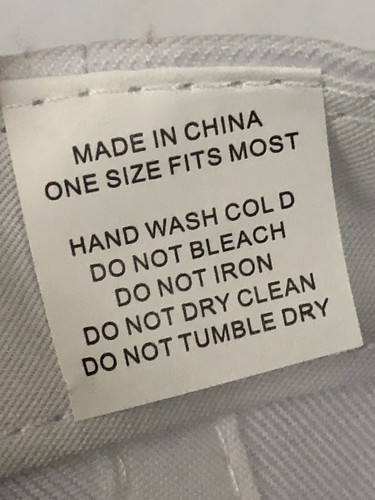 MADE IN CHINA
ONE SIZE FITS MOST
HAND WASH COL D
DO NOT BLEACH
DO NOT IRON
DO NOT DRY CLEAN
DO NOT TUMBLE DRY